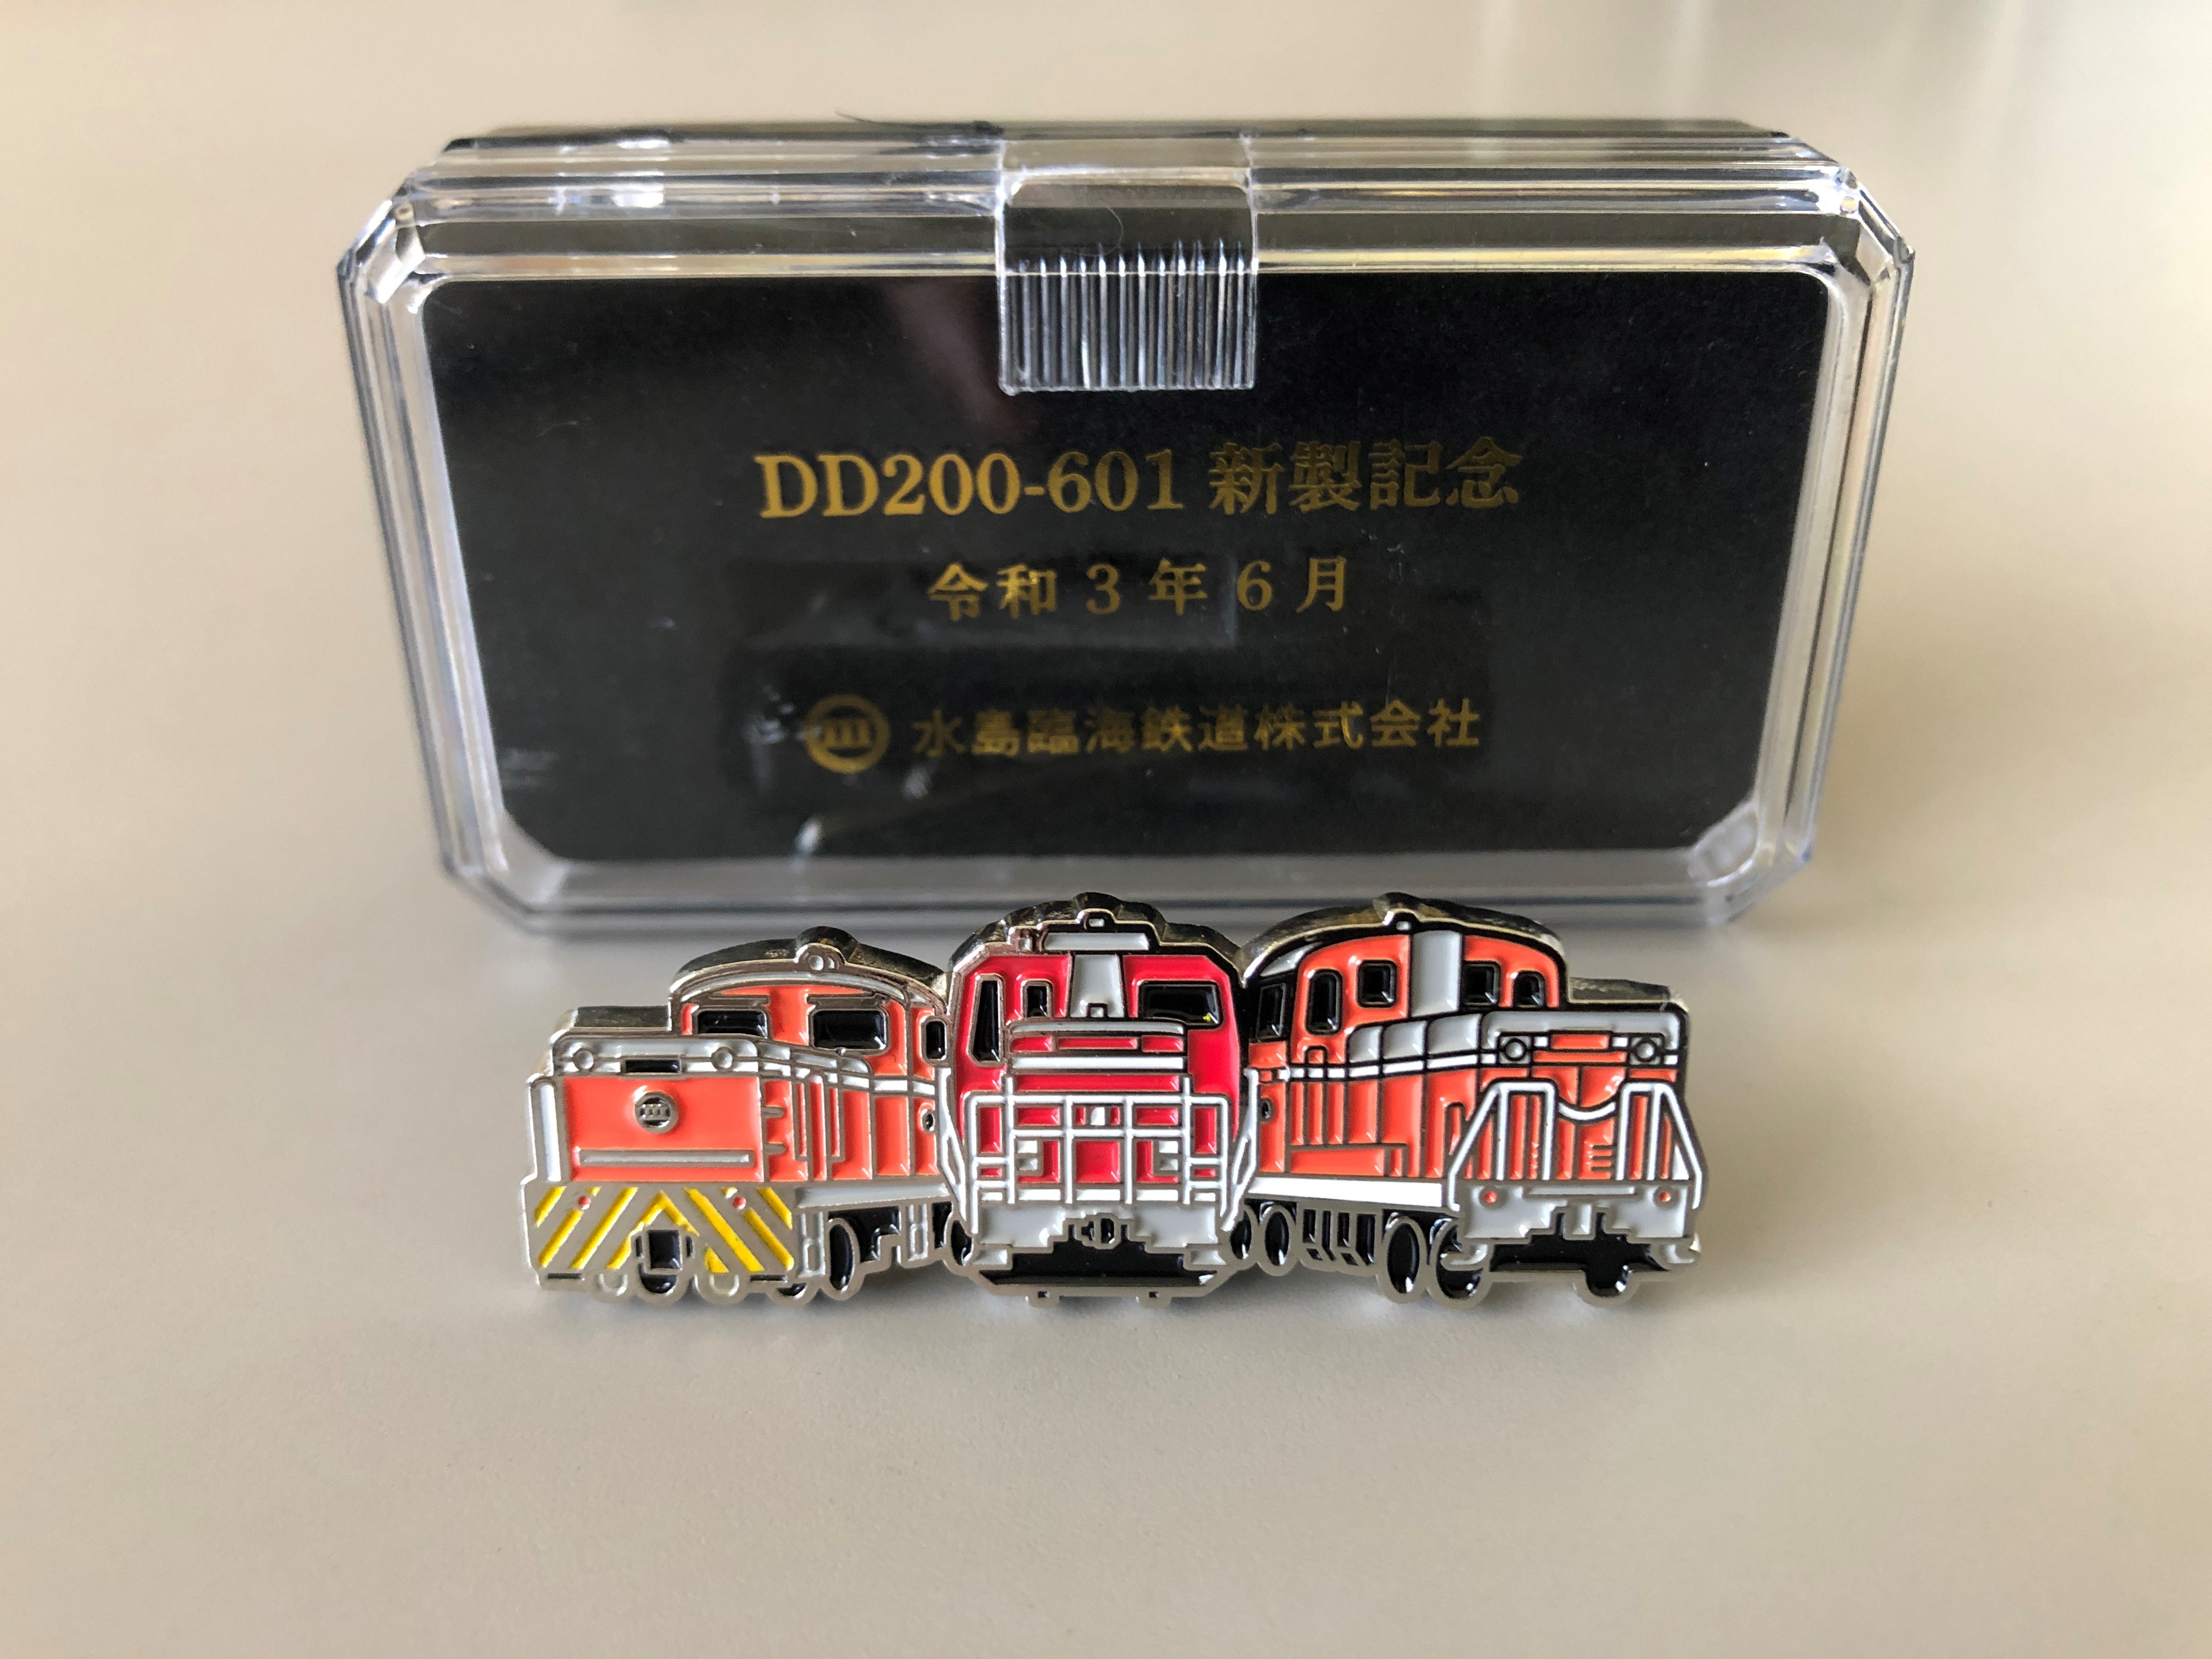 DD200-601 新製記念
令和 3 年 6 月
水島臨海鉄道株式会社